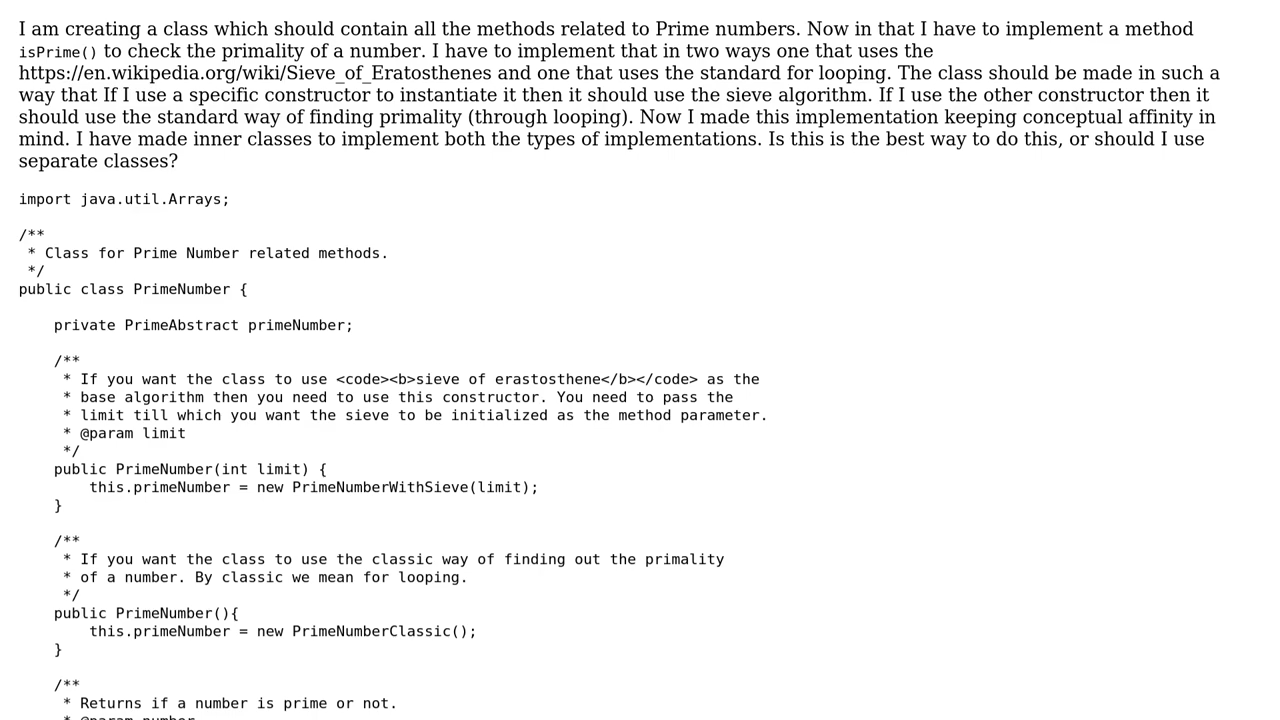 I am creating a class which should contain all the methods related to Prime numbers. Now in that I have to implement a method
isPrime() to check the primality of a number. I have to implement that in two ways one that uses the
https://en.wikipedia.org/wiki/Sieve_of_Eratosthenes and one that uses the standard for looping. The class should be made in such a
way that If I use a specific constructor to instantiate it then it should use the sieve algorithm. If I use the other constructor then it
should use the standard way of finding primality (through looping). Now I made this implementation keeping conceptual affinity in
mind. I have made inner classes to implement both the types of implementations. Is this is the best way to do this, or should I use
separate classes?
import java.util.Arrays;
/**
 * Class for Prime Number related methods.
 */
public class PrimeNumber {
    private PrimeAbstract primeNumber;
    /**
     * If you want the class to use <code><b>sieve of erastosthene</b></code> as the
     * base algorithm then you need to use this constructor. You need to pass the
     * limit till which you want the sieve to be initialized as the method parameter.
     * @param limit
     */
    public PrimeNumber(int limit) {
        this.primeNumber = new PrimeNumberWithSieve(limit);
    }
    /**
     * If you want the class to use the classic way of finding out the primality
     * of a number. By classic we mean for looping.
     */
    public PrimeNumber(){
        this.primeNumber = new PrimeNumberClassic();
    }
    /**
     * Returns if a number is prime or not.
     * @param number